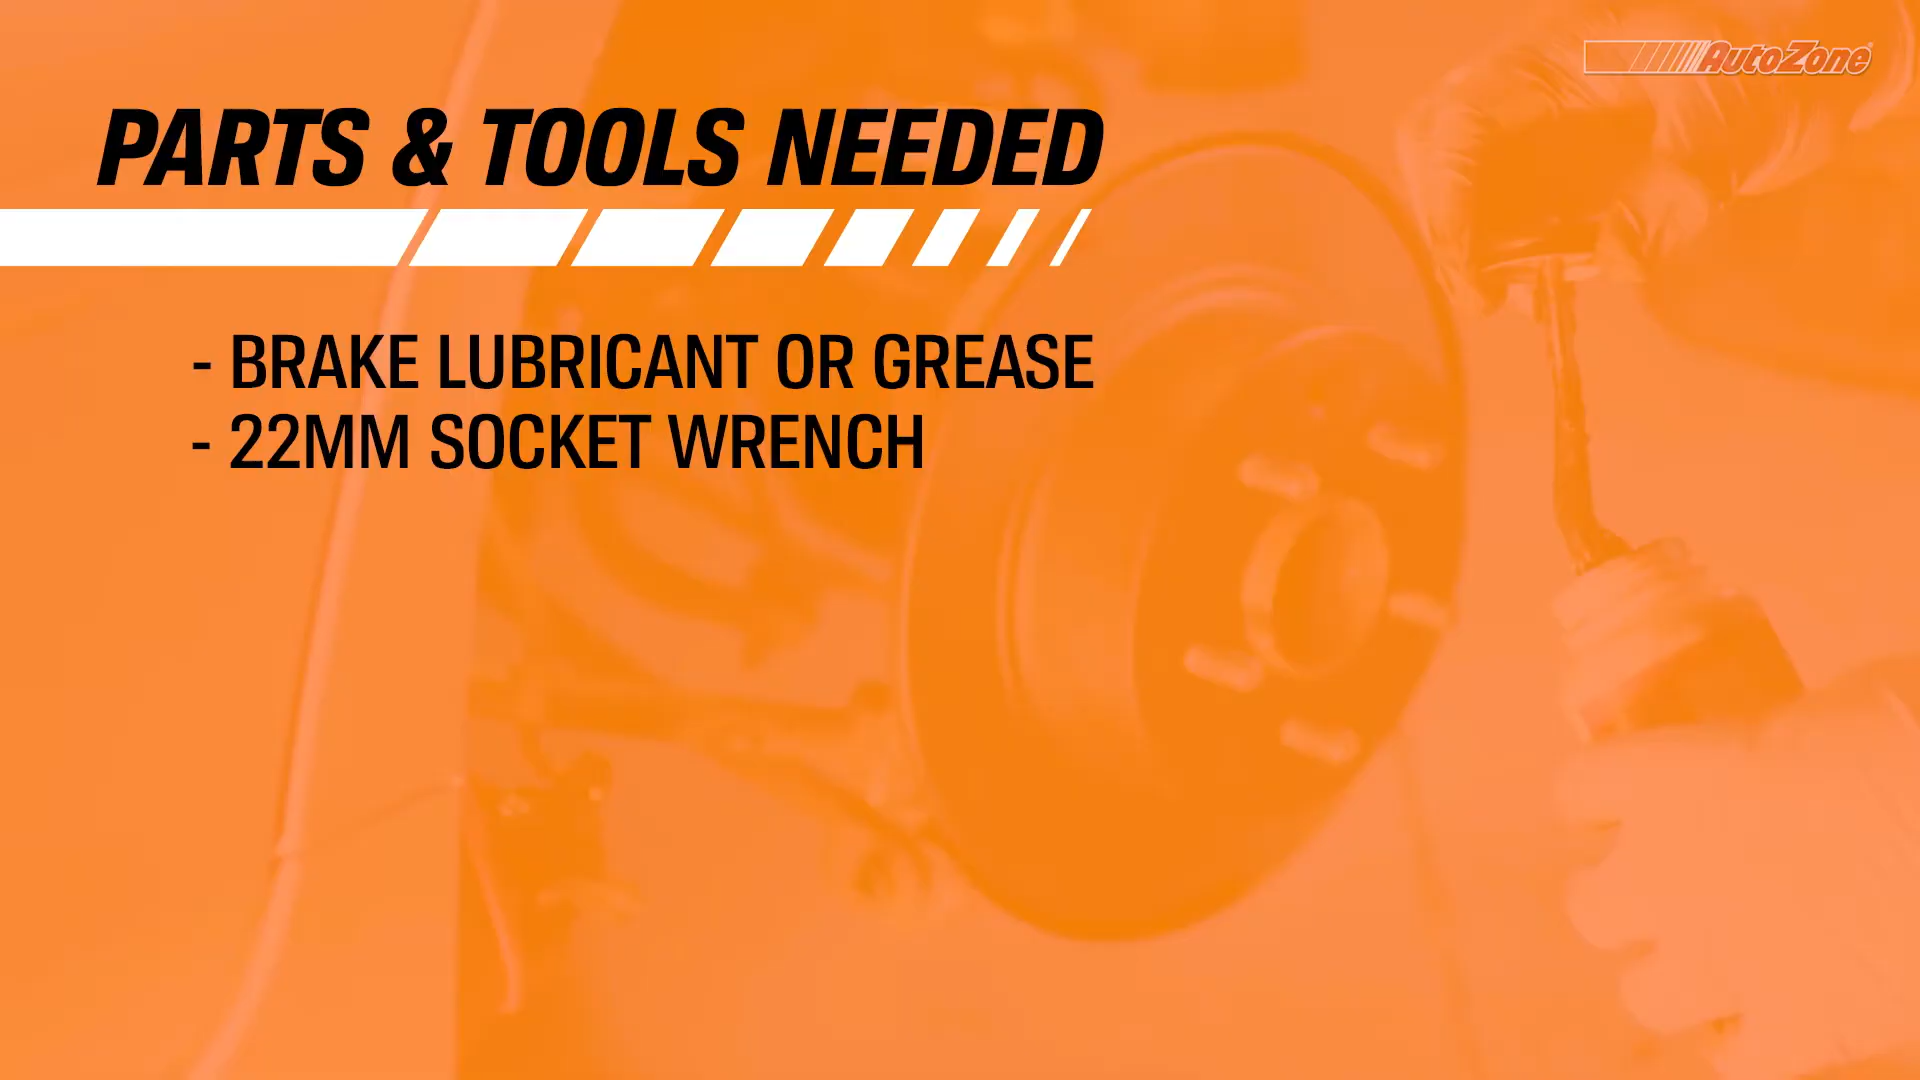 AutoZone
PARTS & TOOLS NEEDED
- BRAKE LUBRICANT OR GREASE
- 22MM SOCKET WRENCH